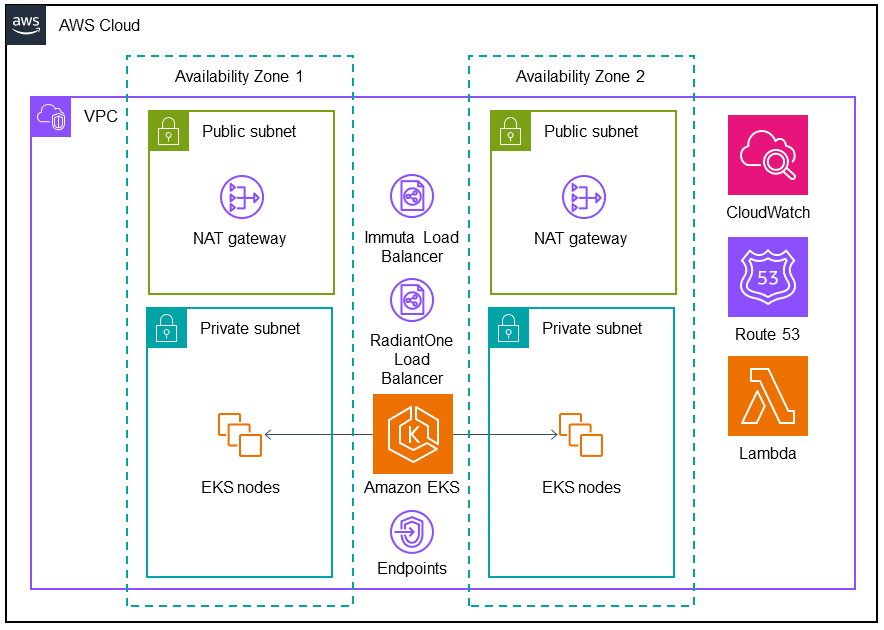 aws
AWS Cloud
Availability Zone 1
Availability Zone 2
VPC
Public subnet
Public subnet
NAT gateway
NAT gateway
Immuta Load
Balancer
RadiantOne
Load
Balancer
CloudWatch
53
Route 53
Private subnet
Private subnet
K
EKS nodes
Amazon EKS
EKS nodes
Lambda
Endpoints